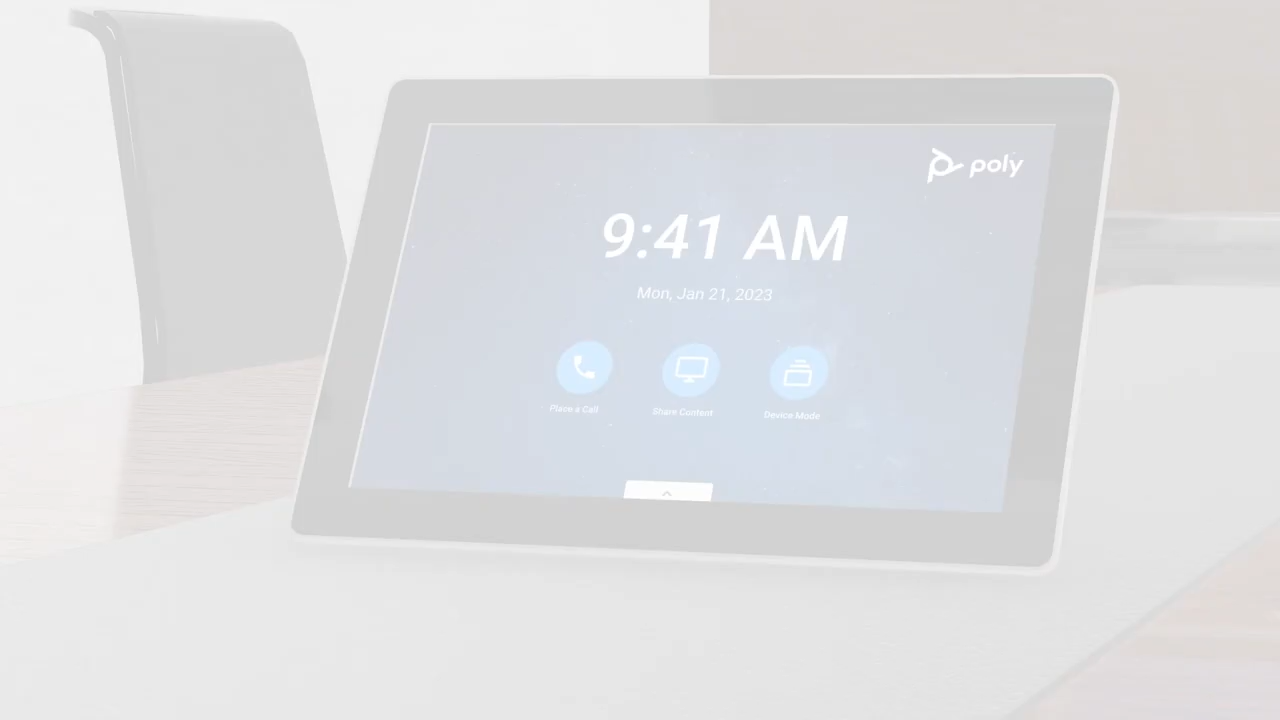 poly
9:41 AM
Mon, Jan 21, 2023
Place a Call
Share Content
Device Mode